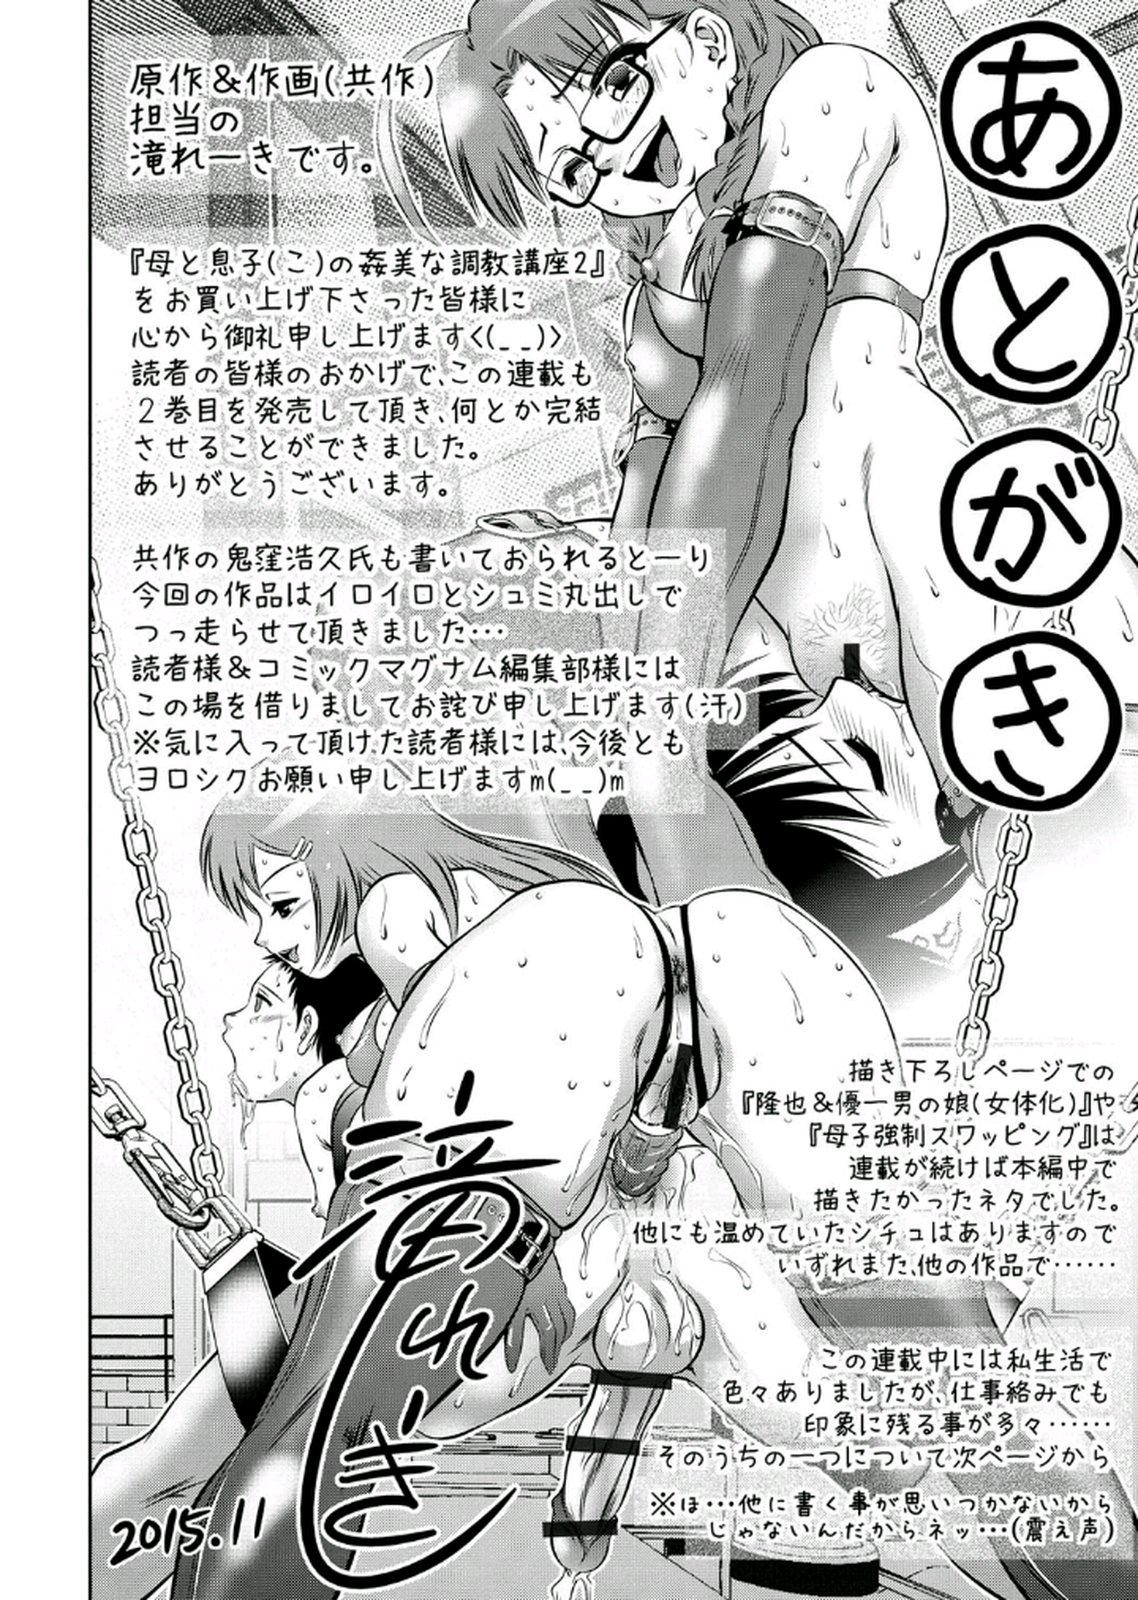 あとがき
原作&作画(共作)
担当の
滝れーきです。
『母と息子(こ)の姦美な調教講座2』
をお買い上げ下さった皆様に
心から御礼申し上げます<(_ _)>
読者の皆様のおかげで、この連載も
2巻目を発売して頂き、何とか完結
させることができました。
ありがとうございます。
共作の鬼窪浩久氏も書いておられるとーり
今回の作品はイロイロとシュミ丸出しで
つっ走らせて頂きました…
読者様&コミックマグナム編集部様には
この場を借りましてお詫び申し上げます(汗)
※気に入って頂けた読者様には、今後とも
ヨロシクお願い申し上げますm(_ _)m
描き下ろしページでの
『隆也&優一男の娘(女体化)』や
『母子強制スワッピング』は
連載が続けば本編中で
描きたかったネタでした。
他にも温めていたシチュはありますので
いずれまた、他の作品で……
この連載中には私生活で
色々ありましたが、仕事絡みでも
印象に残る事が多々……
そのうちの一つについて次ページから
※ほ…他に書く事が思いつかないから
じゃないんだからネッ…(震え声)
2015.11